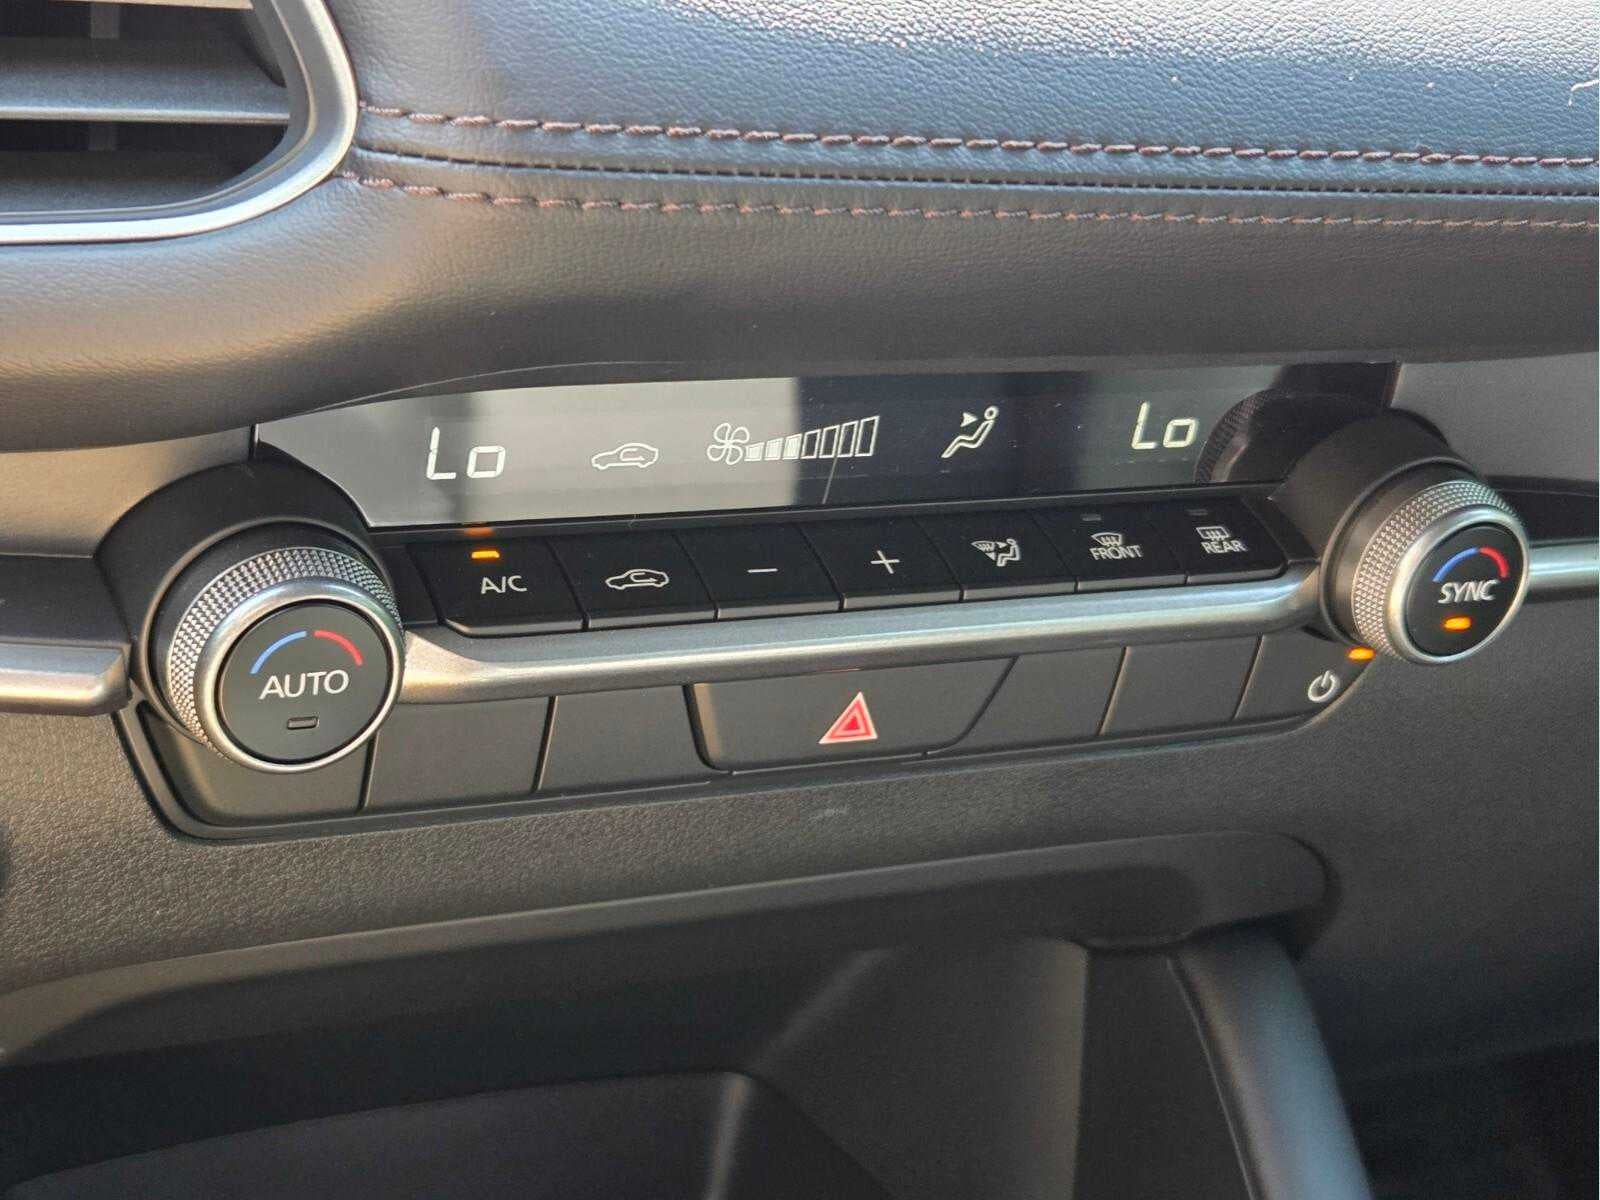 Lo Lo
A/C FRONT REAR
AUTO SYNC